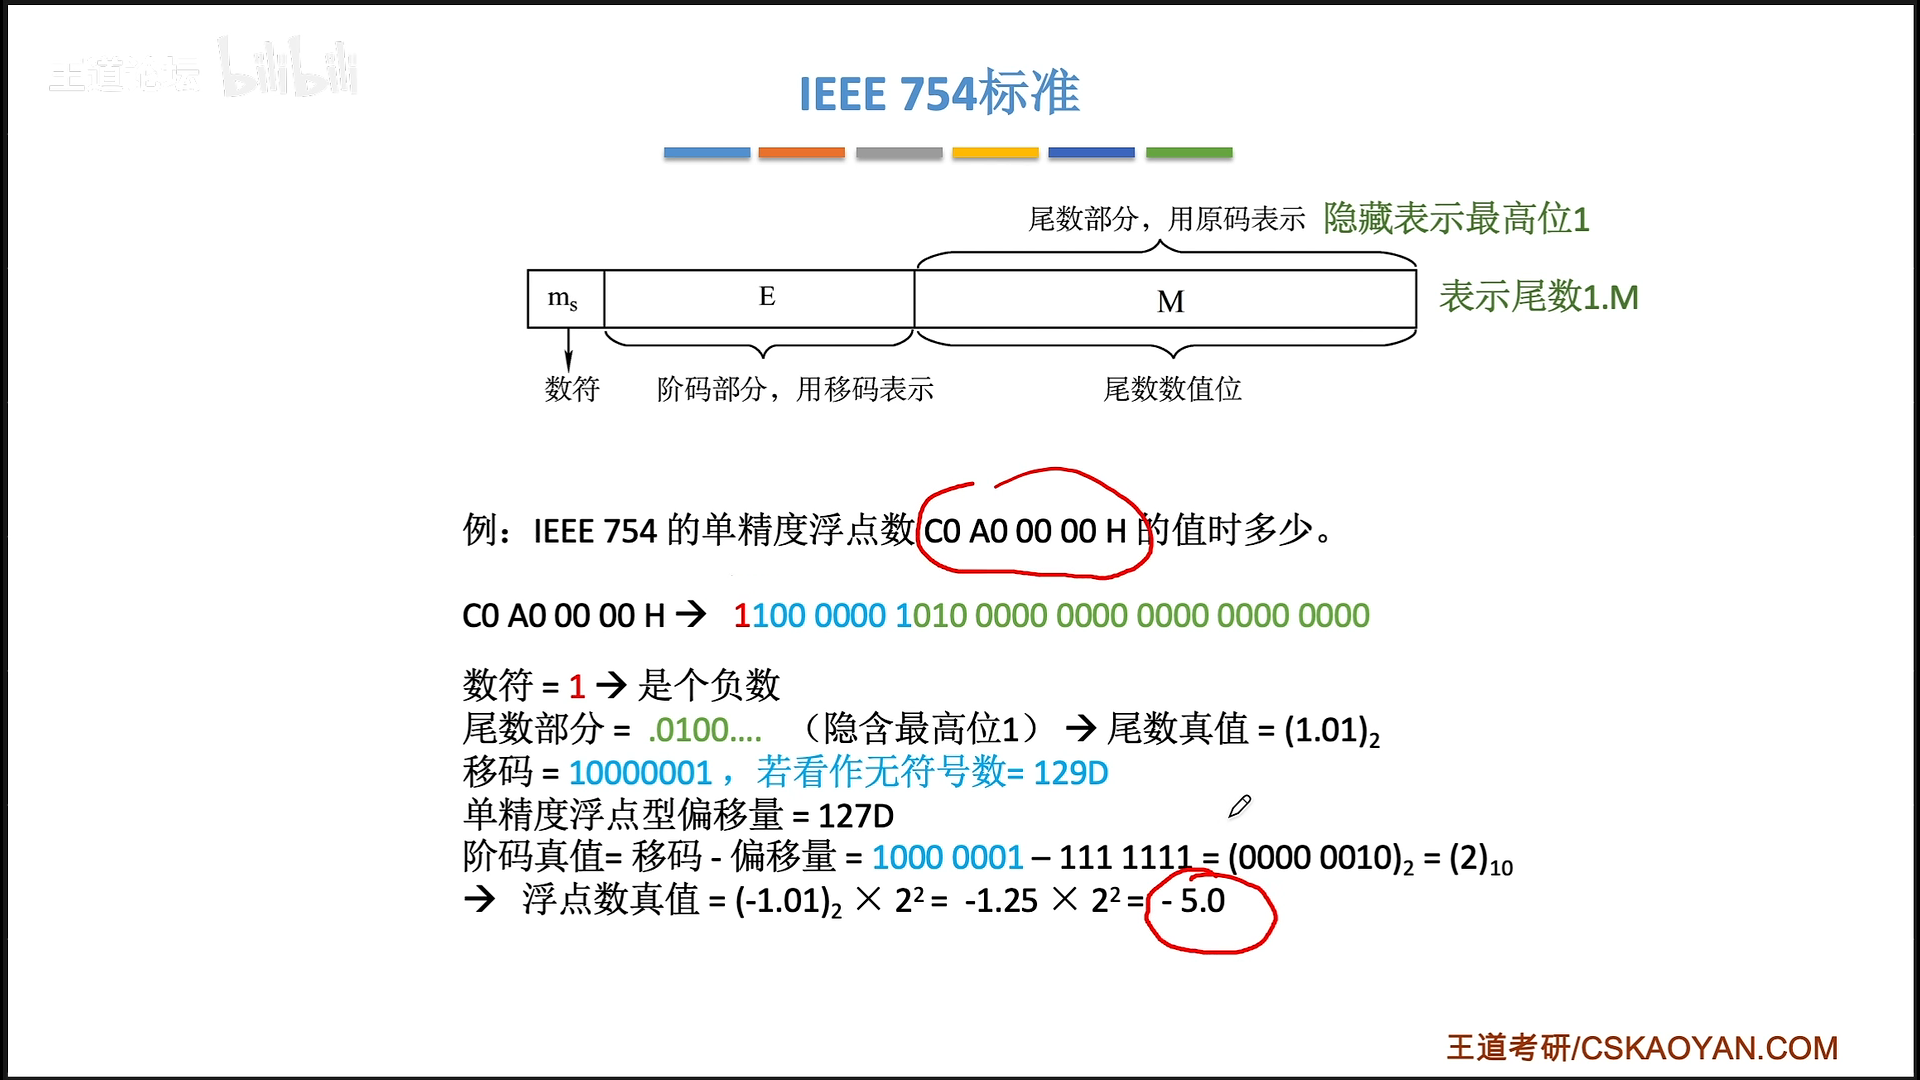 王道论坛 bilibili
IEEE 754标准
尾数部分，用原码表示 隐藏表示最高位1
mₛ E M 表示尾数1.M
数符 阶码部分，用移码表示 尾数数值位
例：IEEE 754 的单精度浮点数 C0 A0 00 00 H 的值时多少。
C0 A0 00 00 H → 1100 0000 1010 0000 0000 0000 0000 0000
数符 = 1 → 是个负数
尾数部分 = .0100.... （隐含最高位1） → 尾数真值 = (1.01)₂
移码 = 10000001 ，若看作无符号数= 129D
单精度浮点型偏移量 = 127D
阶码真值= 移码 - 偏移量 = 1000 0001 – 111 1111 = (0000 0010)₂ = (2)₁₀
→ 浮点数真值 = (-1.01)₂ × 2² = -1.25 × 2² = - 5.0
王道考研/CSKAOYAN.COM